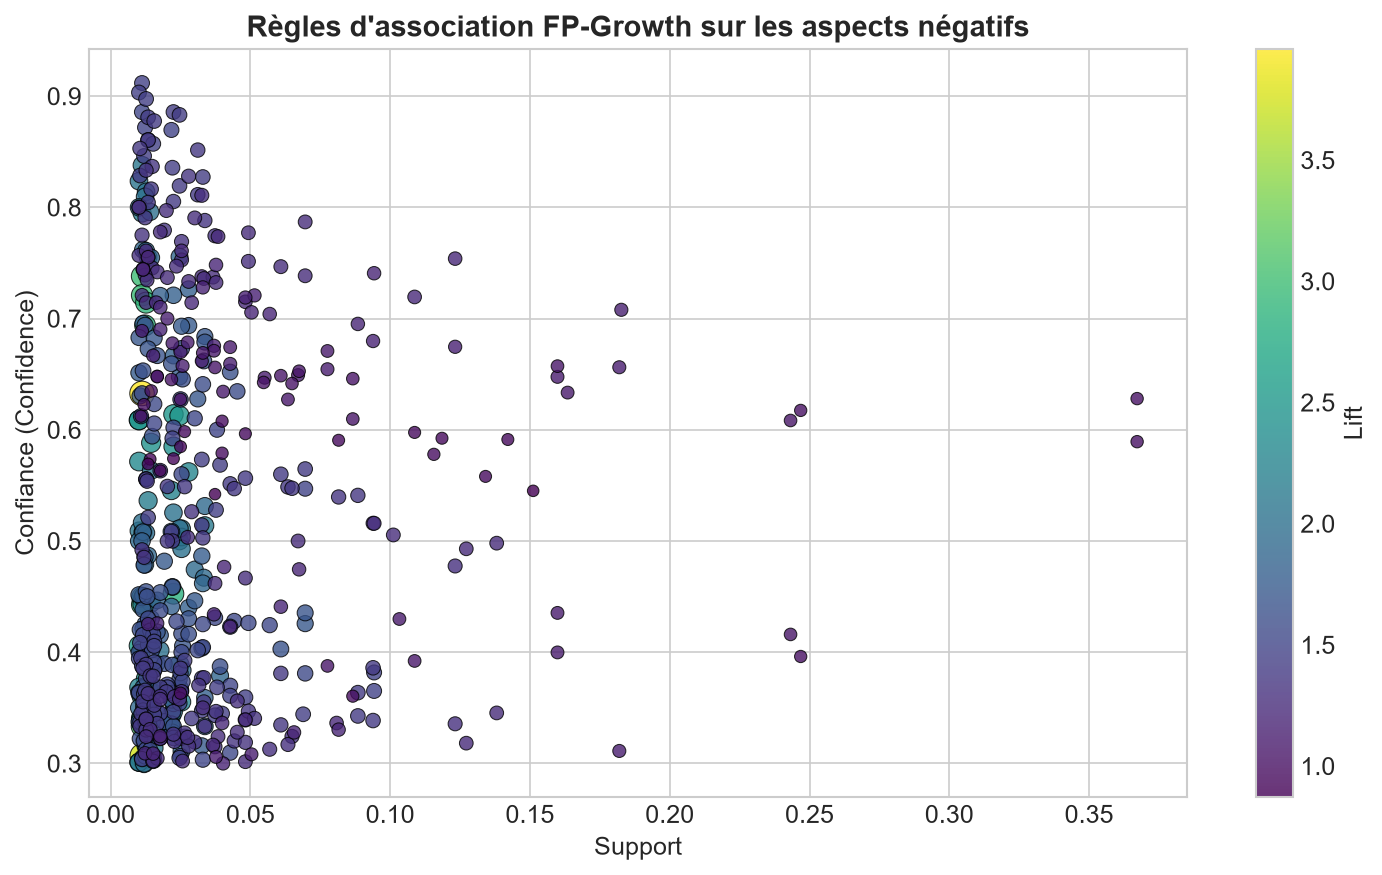 Règles d'association FP-Growth sur les aspects négatifs
Confiance (Confidence)
0.9
0.8
0.7
0.6
0.5
0.4
0.3
0.00 0.05 0.10 0.15 0.20 0.25 0.30 0.35
Support
3.5
3.0
2.5
2.0
1.5
1.0
Lift